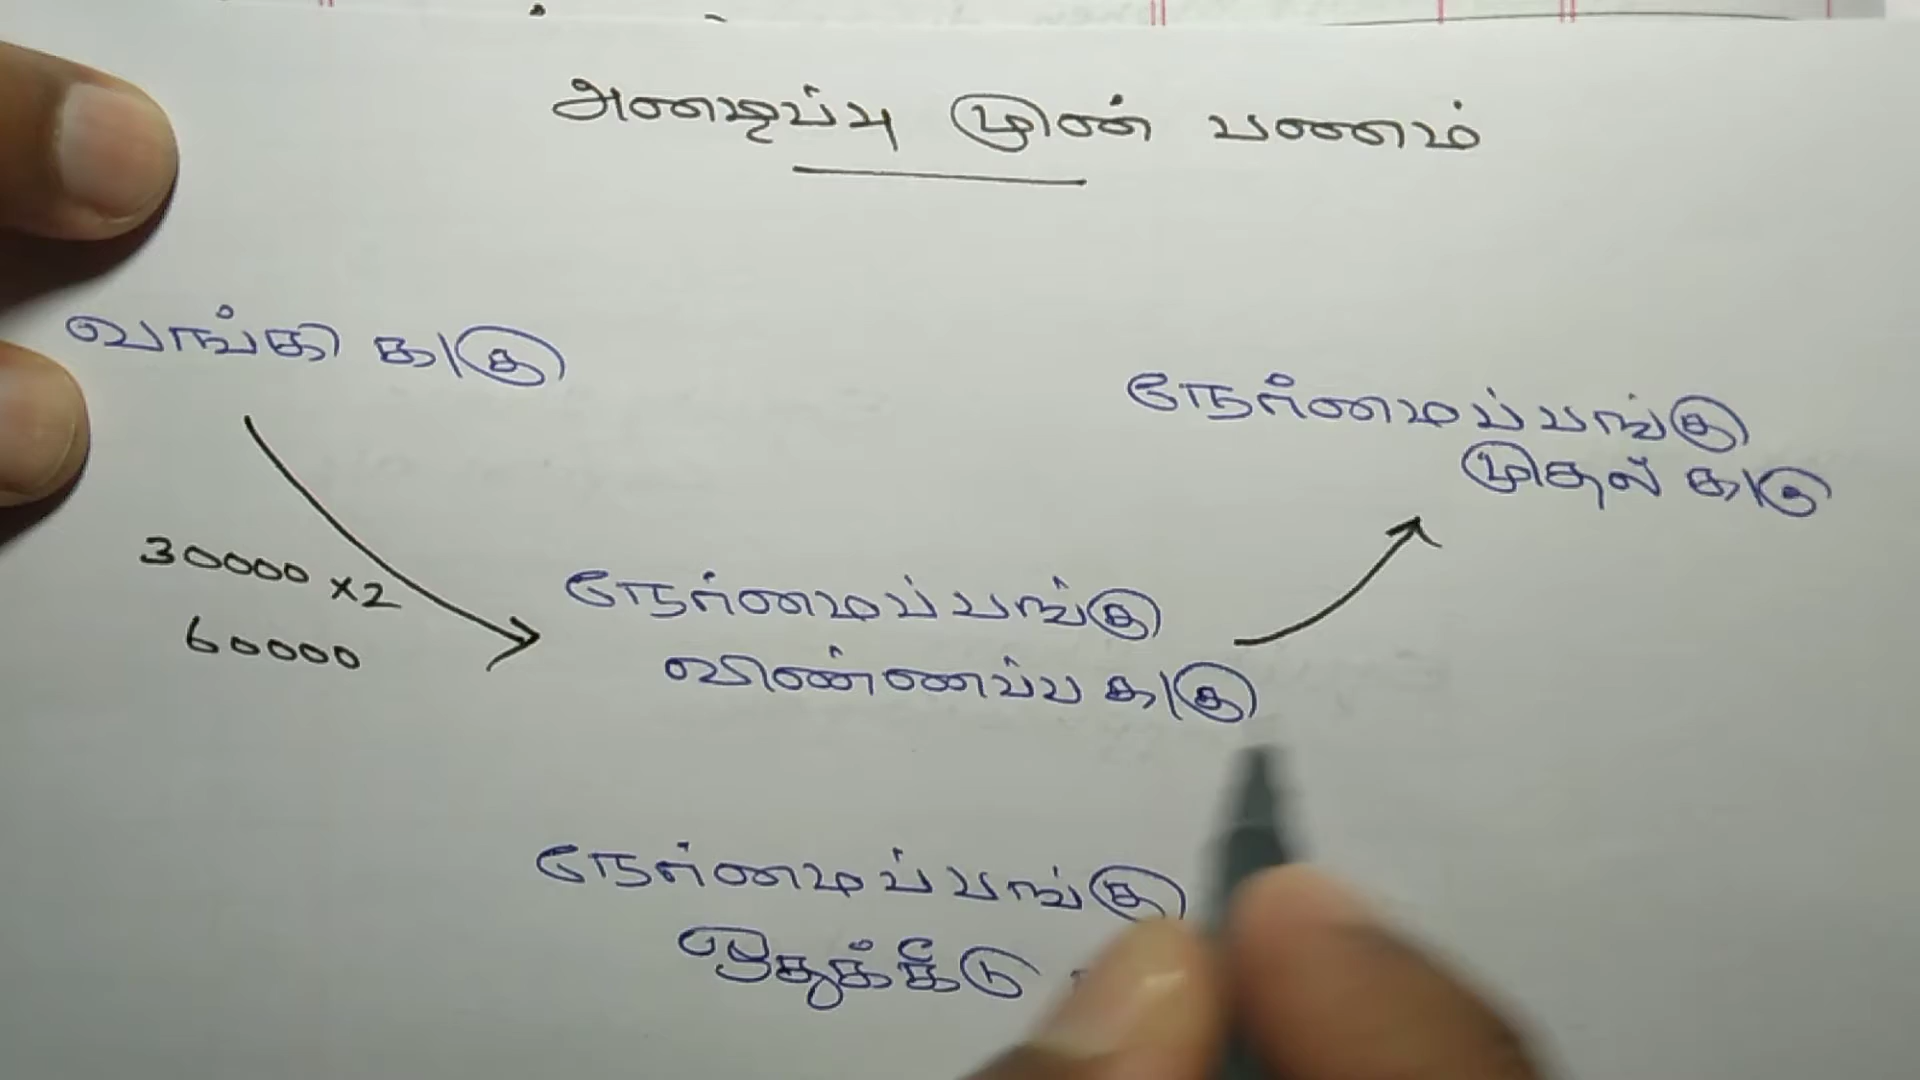 அழைப்பு முன் பணம்
வங்கி க/கு
நேர்மைப்பங்கு
முதல் க/கு
30000 x2
60000
நேர்மைப்பங்கு
விண்ணப்ப க/கு
நேர்மைப்பங்கு
ஒதுக்கீடு